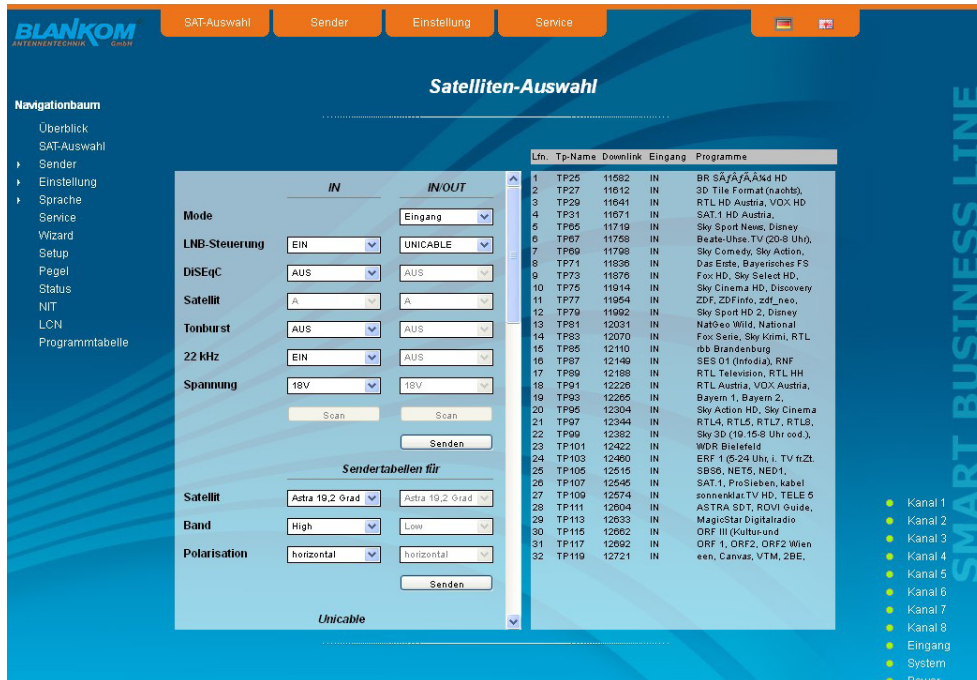 BLANKOM
ANTENNENTECHNIK GmbH
SAT-Auswahl Sender Einstellung Service
Satelliten-Auswahl
Navigationbaum
Überblick
SAT-Auswahl
Sender
Einstellung
Sprache
Service
Wizard
Setup
Pegel
Status
NIT
LCN
Programmtabelle
IN IN/OUT
Mode Eingang
LNB-Steuerung EIN UNICABLE
DiSEqC AUS AUS
Satellit A A
Tonburst AUS AUS
22 kHz EIN AUS
Spannung 18V 18V
Scan Scan
Senden
Sendertabellen für
Satellit Astra 19,2 Grad Astra 19,2 Grad
Band High Low
Polarisation horizontal horizontal
Senden
Unicable
Lfn. Tp-Name Downlink Eingang Programme
1 TP25 11582 IN BR SÃƒÂƒÃ‚Â¼d HD
2 TP27 11612 IN 3D Tile Format (nachts),
3 TP29 11641 IN RTL HD Austria, VOX HD
4 TP31 11671 IN SAT.1 HD Austria,
5 TP65 11719 IN Sky Sport News, Disney
6 TP67 11758 IN Beate-Uhse.TV (20-6 Uhr),
7 TP69 11798 IN Sky Comedy, Sky Action,
8 TP71 11836 IN Das Erste, Bayerisches FS
9 TP73 11876 IN Fox HD, Sky Select HD,
10 TP75 11914 IN Sky Cinema HD, Discovery
11 TP77 11954 IN ZDF, ZDFinfo, zdf_neo,
12 TP79 11992 IN Sky Sport HD 2, Disney
13 TP81 12031 IN NatGeo Wild, National
14 TP83 12070 IN Fox Serie, Sky Krimi, RTL
15 TP85 12110 IN rbb Brandenburg
16 TP87 12149 IN SES 01 (Infodia), RNF
17 TP89 12188 IN RTL Television, RTL HH
18 TP91 12226 IN RTL Austria, VOX Austria,
19 TP93 12265 IN Bayern 1, Bayern 2,
20 TP95 12304 IN Sky Action HD, Sky Cinema
21 TP97 12344 IN RTL4, RTL5, RTL7, RTL8,
22 TP99 12382 IN Sky 3D (19.15-8 Uhr cod.),
23 TP101 12422 IN WDR Bielefeld
24 TP103 12460 IN ERF 1 (5-24 Uhr, i. TV fr.Zt.
25 TP105 12515 IN SBS6, NET5, NED1,
26 TP107 12545 IN SAT.1, ProSieben, kabel
27 TP109 12574 IN sonnenklar.TV HD, TELE 5
28 TP111 12604 IN ASTRA SDT, ROVI Guide,
29 TP113 12633 IN MagicStar Digitalradio
30 TP115 12662 IN ORF III (Kultur-und
31 TP117 12692 IN ORF 1, ORF2, ORF2 Wien
32 TP119 12721 IN een, Canvas, VTM, 2BE,
SMART BUSINESS LINE
Kanal 1
Kanal 2
Kanal 3
Kanal 4
Kanal 5
Kanal 6
Kanal 7
Kanal 8
Eingang
System
Power